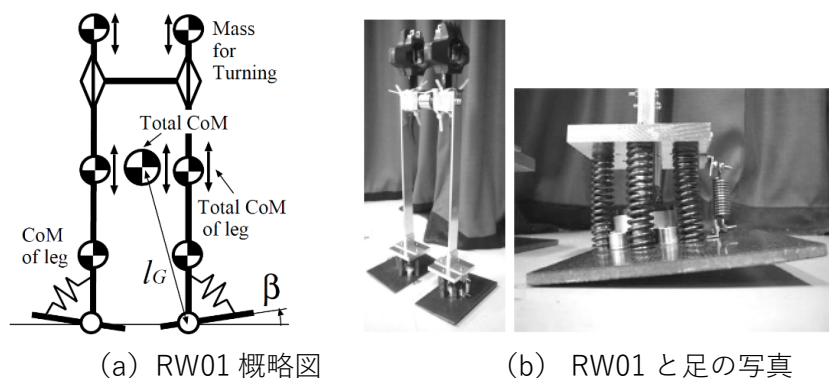 Mass
for
Turning
Total CoM
Total CoM
of leg
CoM
of leg
lG
β
(a) RW01 概略図
(b) RW01 と足の写真